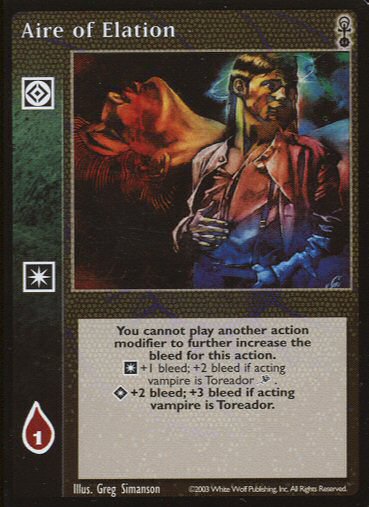 Aire of Elation
You cannot play another action
modifier to further increase the
bleed for this action.
+1 bleed; +2 bleed if acting
vampire is Toreador .
+2 bleed; +3 bleed if acting
vampire is Toreador.
1
Illus. Greg Simanson
©2003 White Wolf Publishing, Inc. All Rights Reserved.